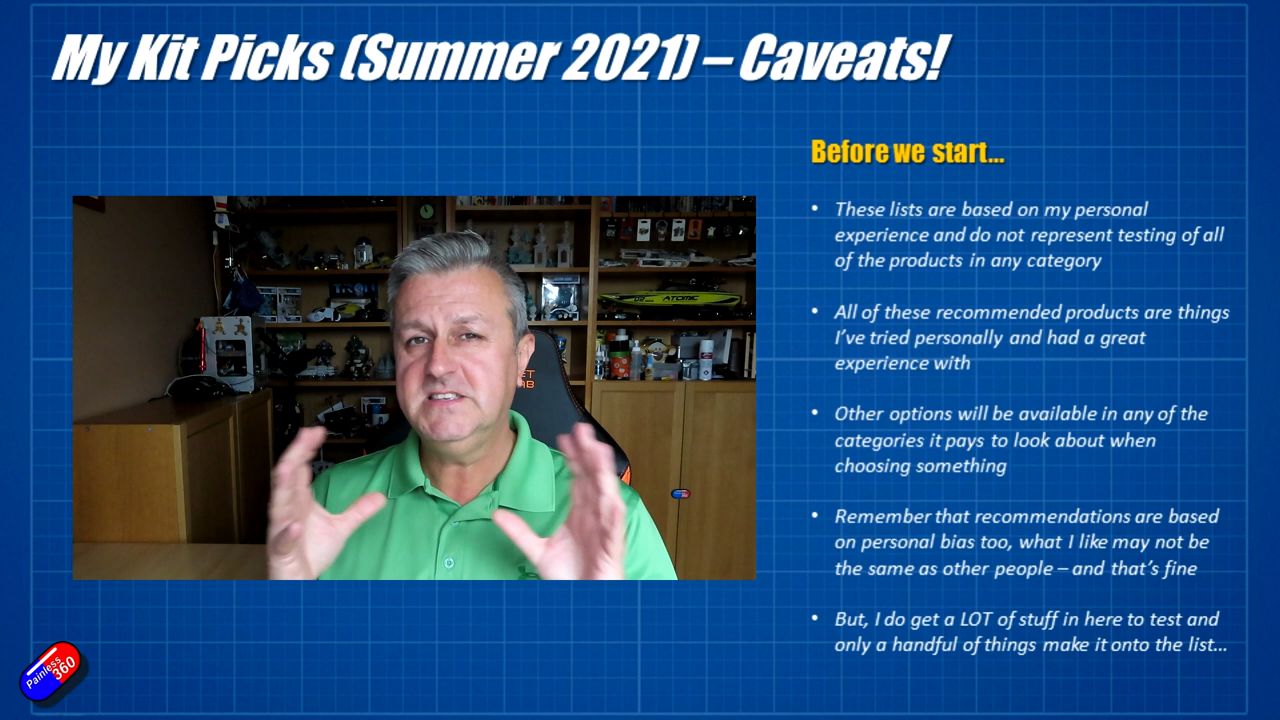 My Kit Picks (Summer 2021) – Caveats!
Before we start...
• These lists are based on my personal
experience and do not represent testing of all
of the products in any category
• All of these recommended products are things
I've tried personally and had a great
experience with
• Other options will be available in any of the
categories it pays to look about when
choosing something
• Remember that recommendations are based
on personal bias too, what I like may not be
the same as other people – and that's fine
• But, I do get a LOT of stuff in here to test and
only a handful of things make it onto the list...
TRON
ATOMIC
Painless
360